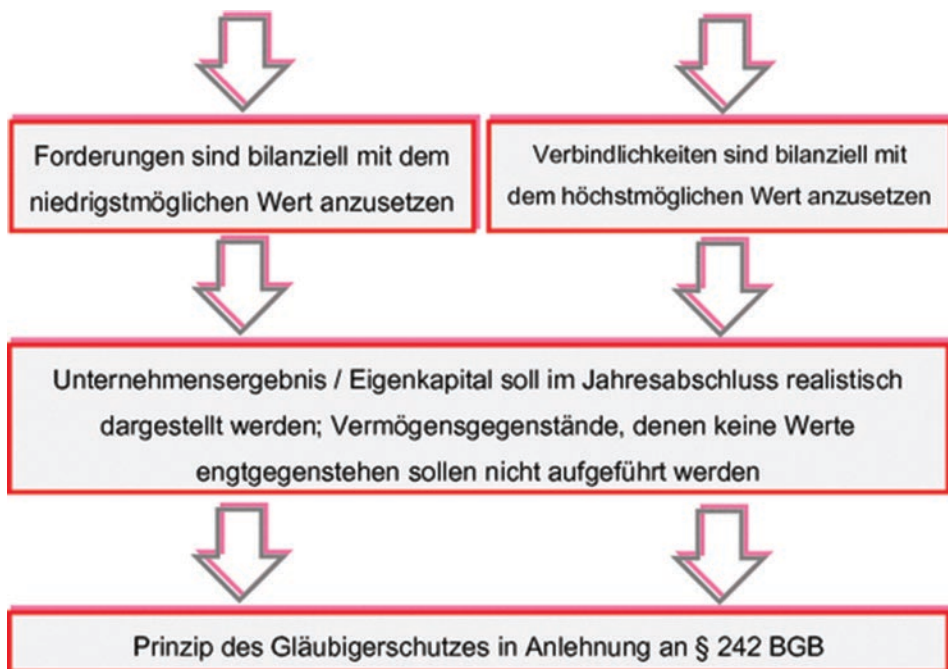 Forderungen sind bilanziell mit dem
niedrigstmöglichen Wert anzusetzen
Verbindlichkeiten sind bilanziell mit
dem höchstmöglichen Wert anzusetzen
Unternehmensergebnis / Eigenkapital soll im Jahresabschluss realistisch
dargestellt werden; Vermögensgegenstände, denen keine Werte
engtgegenstehen sollen nicht aufgeführt werden
Prinzip des Gläubigerschutzes in Anlehnung an § 242 BGB